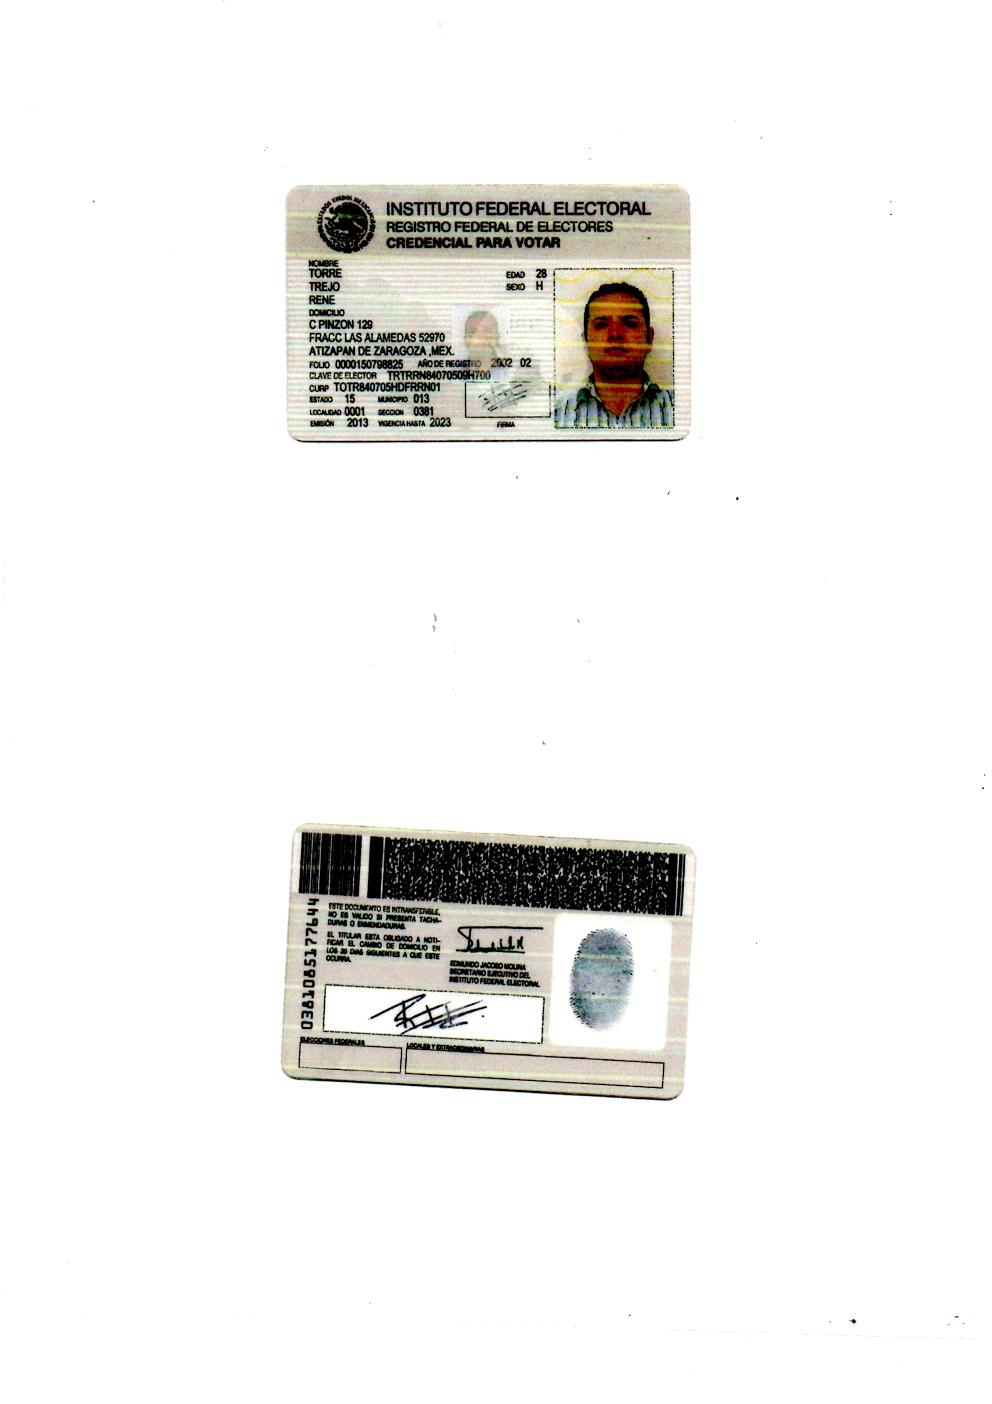 INSTITUTO FEDERAL ELECTORAL
REGISTRO FEDERAL DE ELECTORES
CREDENCIAL PARA VOTAR
NOMBRE
TORRE
TREJO
RENE
EDAD 28
SEXO H
DOMICILIO
C PINZON 129
FRACC LAS ALAMEDAS 52970
ATIZAPAN DE ZARAGOZA ,MEX.
FOLIO 0000150798825 AÑO DE REGISTRO 2002 02
CLAVE DE ELECTOR TRTRRN84070509H700
CURP TOTR840705HDFRRN01
ESTADO 15 MUNICIPIO 013
LOCALIDAD 0001 SECCION 0381
EMISIÓN 2013 VIGENCIA HASTA 2023
FIRMA
0381085177644
ESTE DOCUMENTO ES INTRANSFERIBLE,
NO ES VALIDO SI PRESENTA TACHA-
DURAS O ENMENDADURAS.
EL TITULAR ESTA OBLIGADO A NOTI-
FICAR EL CAMBIO DE DOMICILIO EN
LOS 30 DIAS SIGUIENTES A QUE ESTE
OCURRA.
EDMUNDO JACOBO MOLINA
SECRETARIO EJECUTIVO DEL
INSTITUTO FEDERAL ELECTORAL
ELECCIONES FEDERALES
LOCALES Y EXTRAORDINARIAS